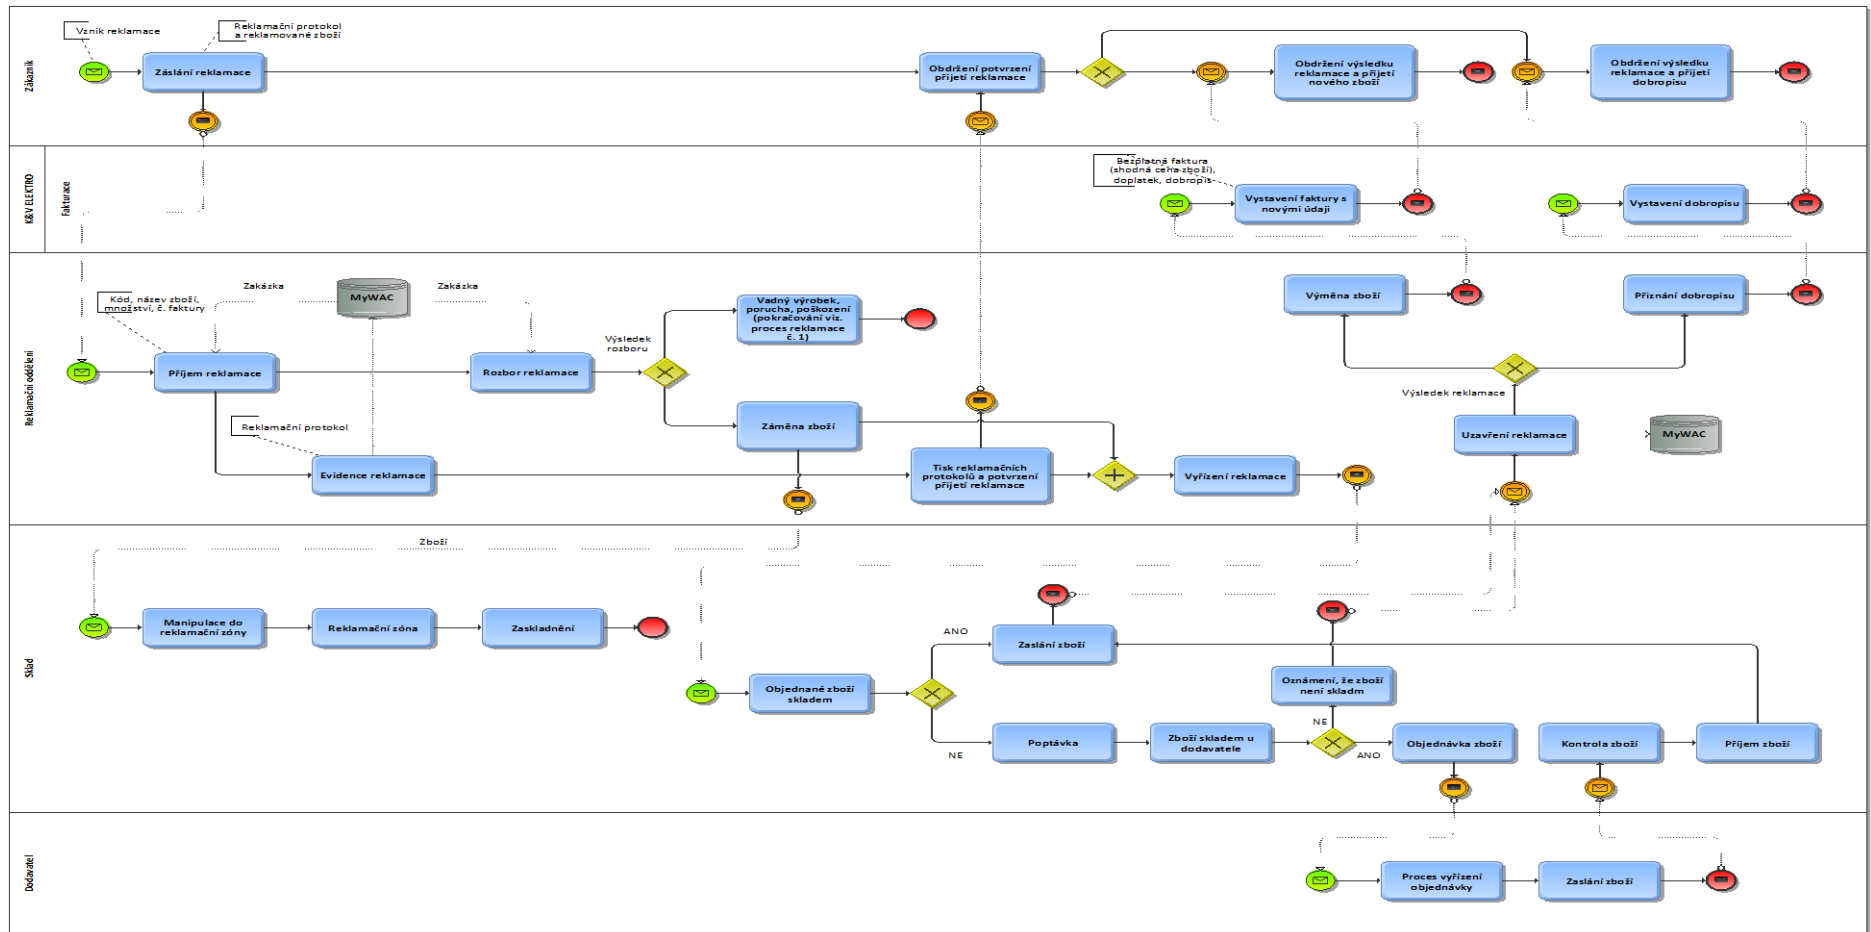 Zákazník
Vznik reklamace
Reklamační protokol
a reklamované zboží
Záslání reklamace
Obdržení potvrzení
přijetí reklamace
Obdržení výsledku
reklamace a přijetí
nového zboží
Obdržení výsledku
reklamace a přijetí
dobropisu
K&V ELEKTRO
Fakturace
Bezplatná faktura
(shodná cena zboží),
doplatek, dobropis
Vystavení faktury s
novými údaji
Vystavení dobropisu
Reklamační oddělení
Kód, název zboží,
množství, č. faktury
Zakázka
MyWAC
Zakázka
Příjem reklamace
Rozbor reklamace
Výsledek
rozboru
Vadný výrobek,
porucha, poškození
(pokračování viz.
proces reklamace
č. 1)
Záměna zboží
Reklamační protokol
Evidence reklamace
Tisk reklamačních
protokolů a potvrzení
přijetí reklamace
Vyřízení reklamace
Výměna zboží
Přiznání dobropisu
Výsledek reklamace
Uzavření reklamace
MyWAC
Sklad
Zboží
Manipulace do
reklamační zóny
Reklamační zóna
Zaskladnění
Objednané zboží
skladem
ANO
NE
Zaslání zboží
Poptávka
Zboží skladem u
dodavatele
Oznámení, že zboží
není skladm
NE
ANO
Objednávka zboží
Kontrola zboží
Příjem zboží
Dodavatel
Proces vyřízení
objednávky
Zaslání zboží